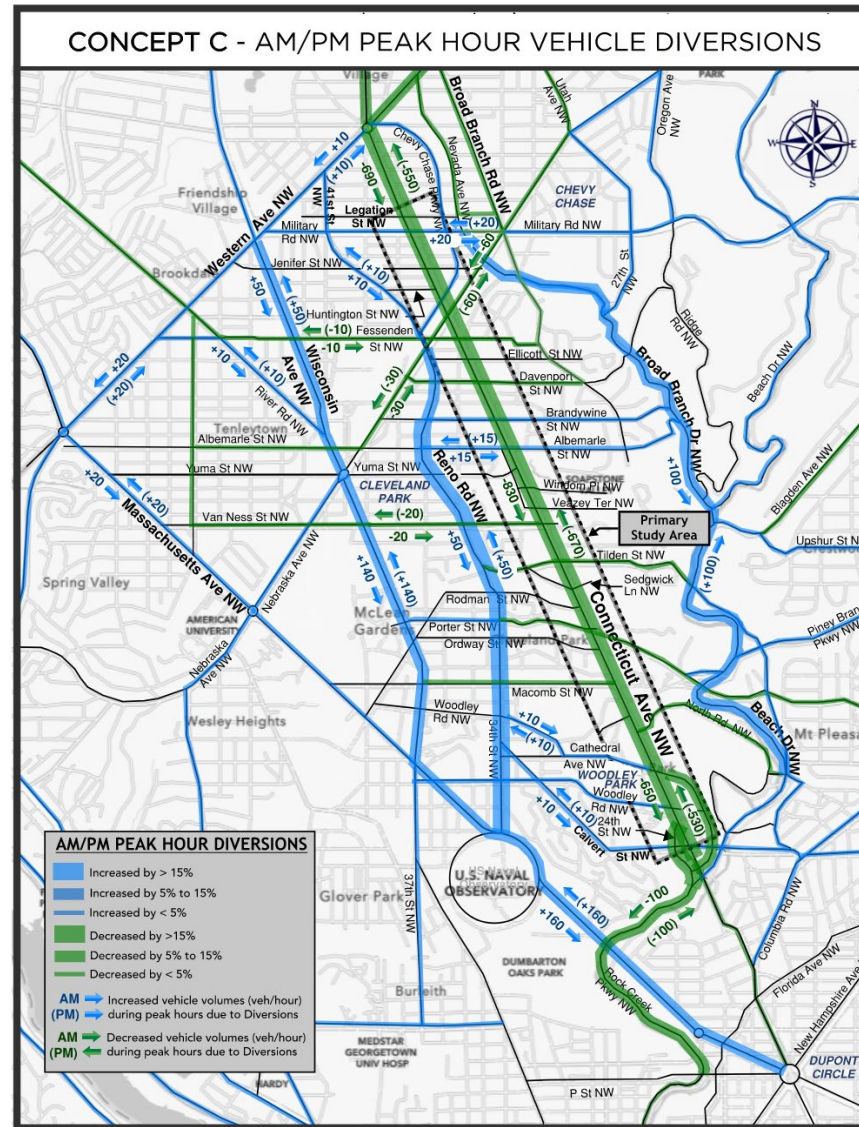 CONCEPT C - AM/PM PEAK HOUR VEHICLE DIVERSIONS
Village
PARK
Utah
Ave NW
Oregon Ave
NW
Broad Branch Rd NW
Nevada Ave NW
Chevy Chase Pkwy NW
N
W
E
S
+10
(+10)
-690
(-550)
41st St
NW
Friendship
Village
CHEVY
CHASE
Western Ave NW
Legation
St NW
Military
Rd NW
(+20)
+20
Military Rd NW
-60
(-60)
27th St
NW
Brookdale
Jenifer St NW
(+10)
+10
+50
(+50)
Ridge
Rd NW
Huntington St NW
(-10)
Fessenden
-10
St NW
Ellicott St NW
Wisconsin
Ave NW
+20
(+20)
+10
(+10)
River Rd NW
(-30)
-30
Davenport
St NW
Broad Branch Dr NW
Beach Dr NW
Tenleytown
Brandywine
St NW
Albemarle St NW
(+15)
+15
Albemarle
St NW
Yuma St NW
Yuma St NW
CLEVELAND
PARK
Reno Rd NW
-830
Windom Pl NW
Veazey Ter NW
+100
Blagden Ave NW
+20
(+20)
Massachusetts Ave NW
Van Ness St NW
(-20)
-20
(-670)
Primary
Study Area
Upshur St N
Tilden St NW
(+100)
Spring Valley
Nebraska Ave NW
+50
(+50)
Sedgwick
Ln NW
+140
(+140)
Rodman St NW
McLean
Gardens
AMERICAN
UNIVERSITY
Porter St NW
Ordway St NW
Connecticut Ave NW
Piney Bran
Pkwy NW
Nebraska
Ave NW
Macomb St NW
Wesley Heights
Woodley
Rd NW
34th St NW
+10
(+10)
North Rd NW
Beach Dr NW
Mt Pleasa
Cathedral
Ave NW
WOODLEY
PARK
Woodley
Rd NW
24th
St NW
-650
(-530)
(+10)
+10
Calvert
St NW
AM/PM PEAK HOUR DIVERSIONS
Increased by > 15%
Increased by 5% to 15%
Increased by < 5%
Decreased by >15%
Decreased by 5% to 15%
Decreased by < 5%
AM Increased vehicle volumes (veh/hour)
(PM) during peak hours due to Diversions
AM Decreased vehicle volumes (veh/hour)
(PM) during peak hours due to Diversions
U.S. NAVAL
OBSERVATORY
37th St NW
Glover Park
-100
(-100)
(+160)
+160
Columbia Rd NW
DUMBARTON
OAKS PARK
Florida Ave NW
Burleith
Rock Creek
Pkwy NW
New Hampshire Ave
MEDSTAR
GEORGETOWN
UNIV HOSP
DUPONT
CIRCLE
HARDY
P St NW